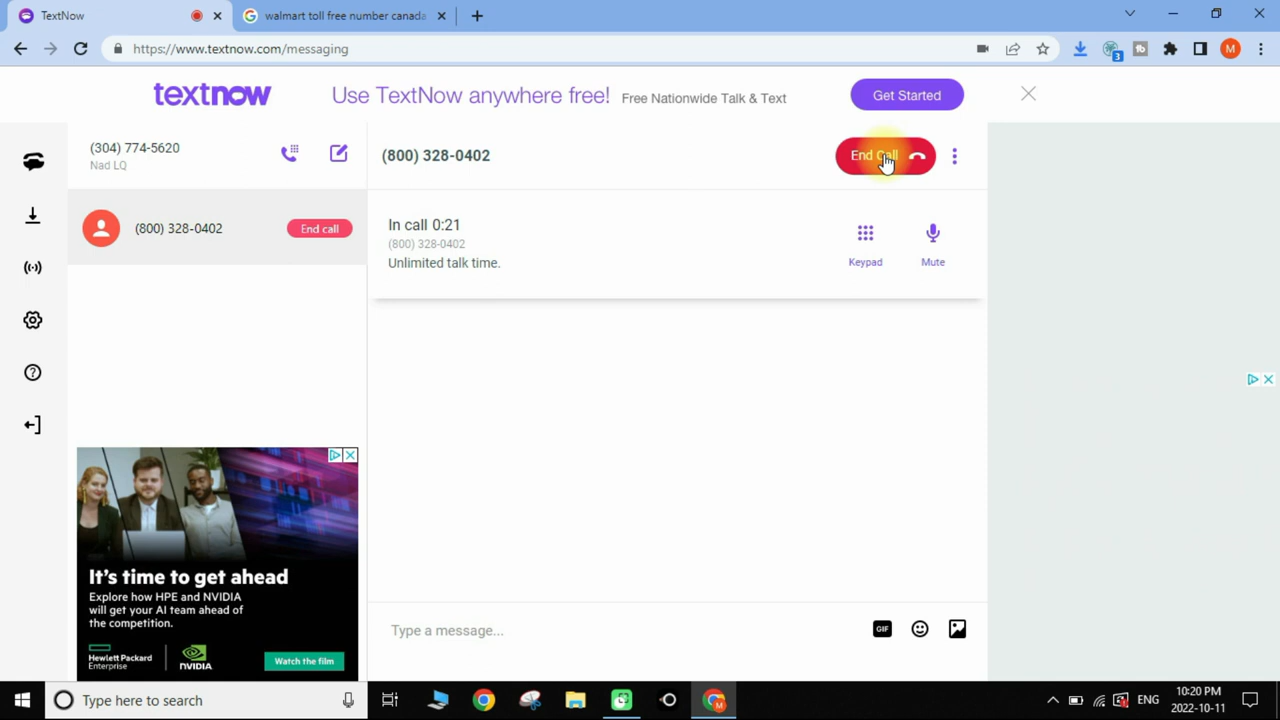 TextNow
walmart toll free number canada
https://www.textnow.com/messaging
3
M
textnow
Use TextNow anywhere free!
Free Nationwide Talk & Text
Get Started
(304) 774-5620
Nad LQ
(800) 328-0402
End Call
(800) 328-0402
End call
In call 0:21
(800) 328-0402
Unlimited talk time.
Keypad
Mute
It's time to get ahead
Explore how HPE and NVIDIA
will get your AI team ahead of
the competition.
Hewlett Packard
Enterprise
NVIDIA
Watch the film
Type a message...
GIF
Type here to search
M
ENG
10:20 PM
2022-10-11